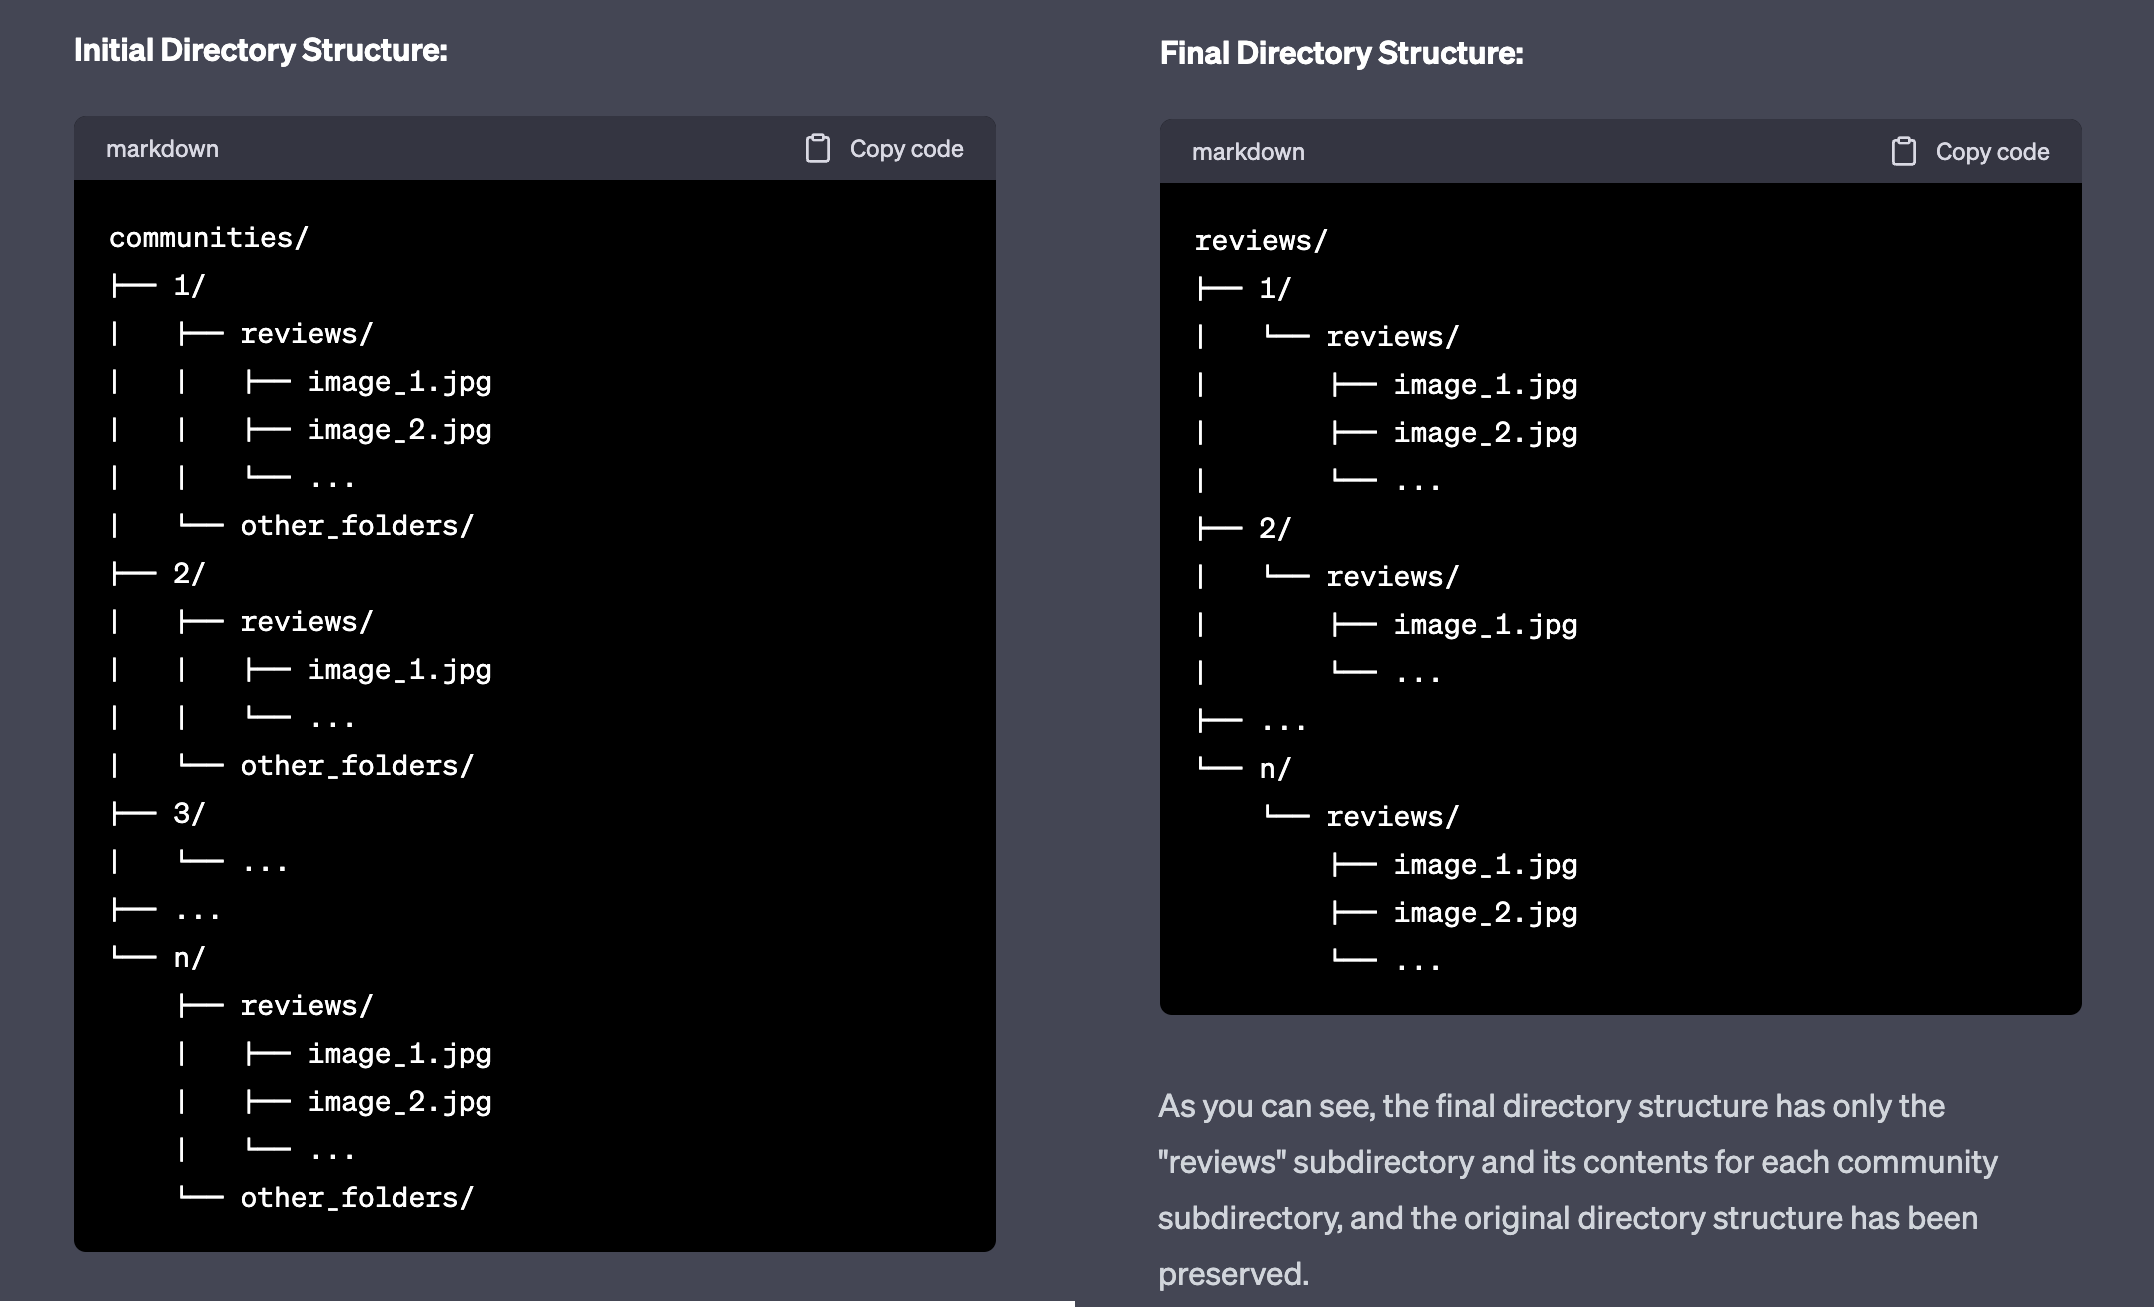 Initial Directory Structure:
markdown
Copy code
communities/
├── 1/
│   ├── reviews/
│   │   ├── image_1.jpg
│   │   ├── image_2.jpg
│   │   └── ...
│   └── other_folders/
├── 2/
│   ├── reviews/
│   │   ├── image_1.jpg
│   │   └── ...
│   └── other_folders/
├── 3/
│   └── ...
├── ...
└── n/
    ├── reviews/
    │   ├── image_1.jpg
    │   ├── image_2.jpg
    │   └── ...
    └── other_folders/
Final Directory Structure:
markdown
Copy code
reviews/
├── 1/
│   └── reviews/
│       ├── image_1.jpg
│       ├── image_2.jpg
│       └── ...
├── 2/
│   └── reviews/
│       ├── image_1.jpg
│       └── ...
├── ...
└── n/
    └── reviews/
        ├── image_1.jpg
        ├── image_2.jpg
        └── ...
As you can see, the final directory structure has only the
"reviews" subdirectory and its contents for each community
subdirectory, and the original directory structure has been
preserved.